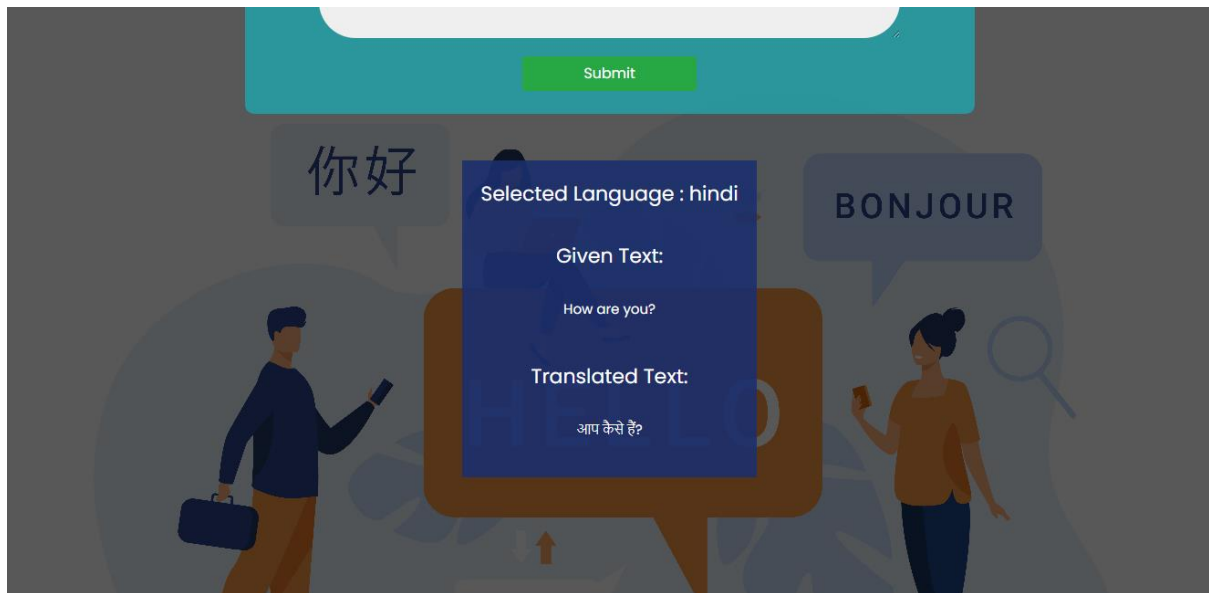 Submit
你好
Selected Language : hindi
BONJOUR
Given Text:
How are you?
Translated Text:
HELLO
आप कैसे हैं?